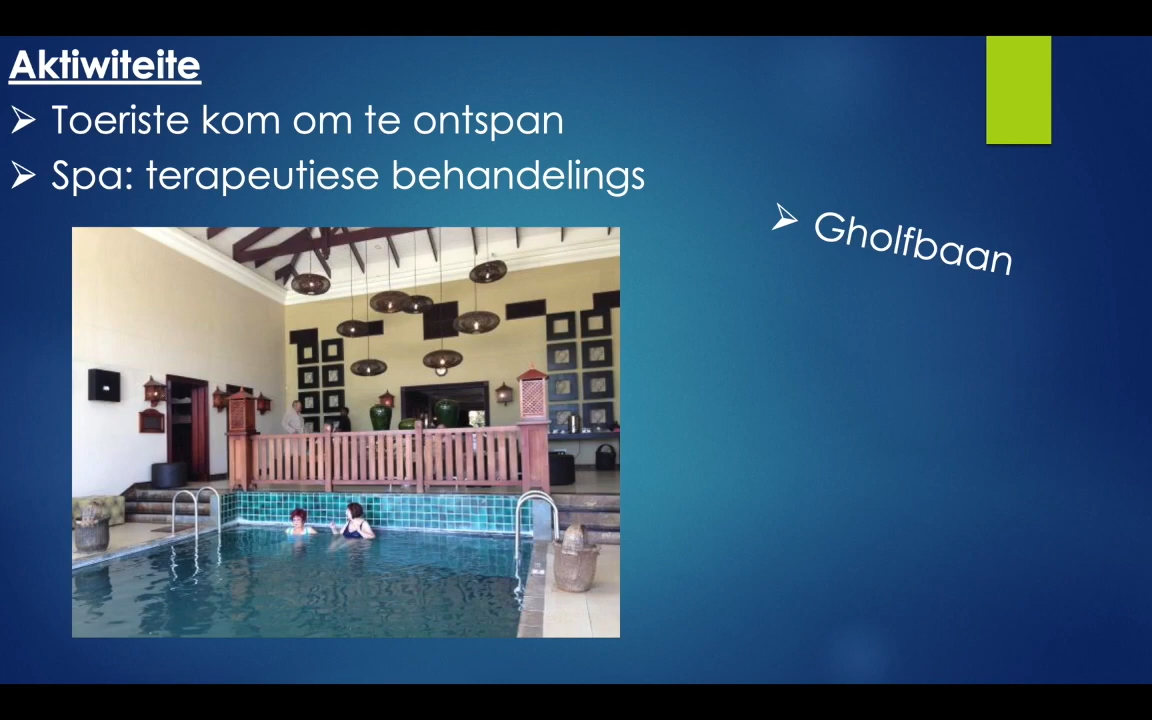 Aktiwiteite
Toeriste kom om te ontspan
Spa: terapeutiese behandelings
Gholfbaan